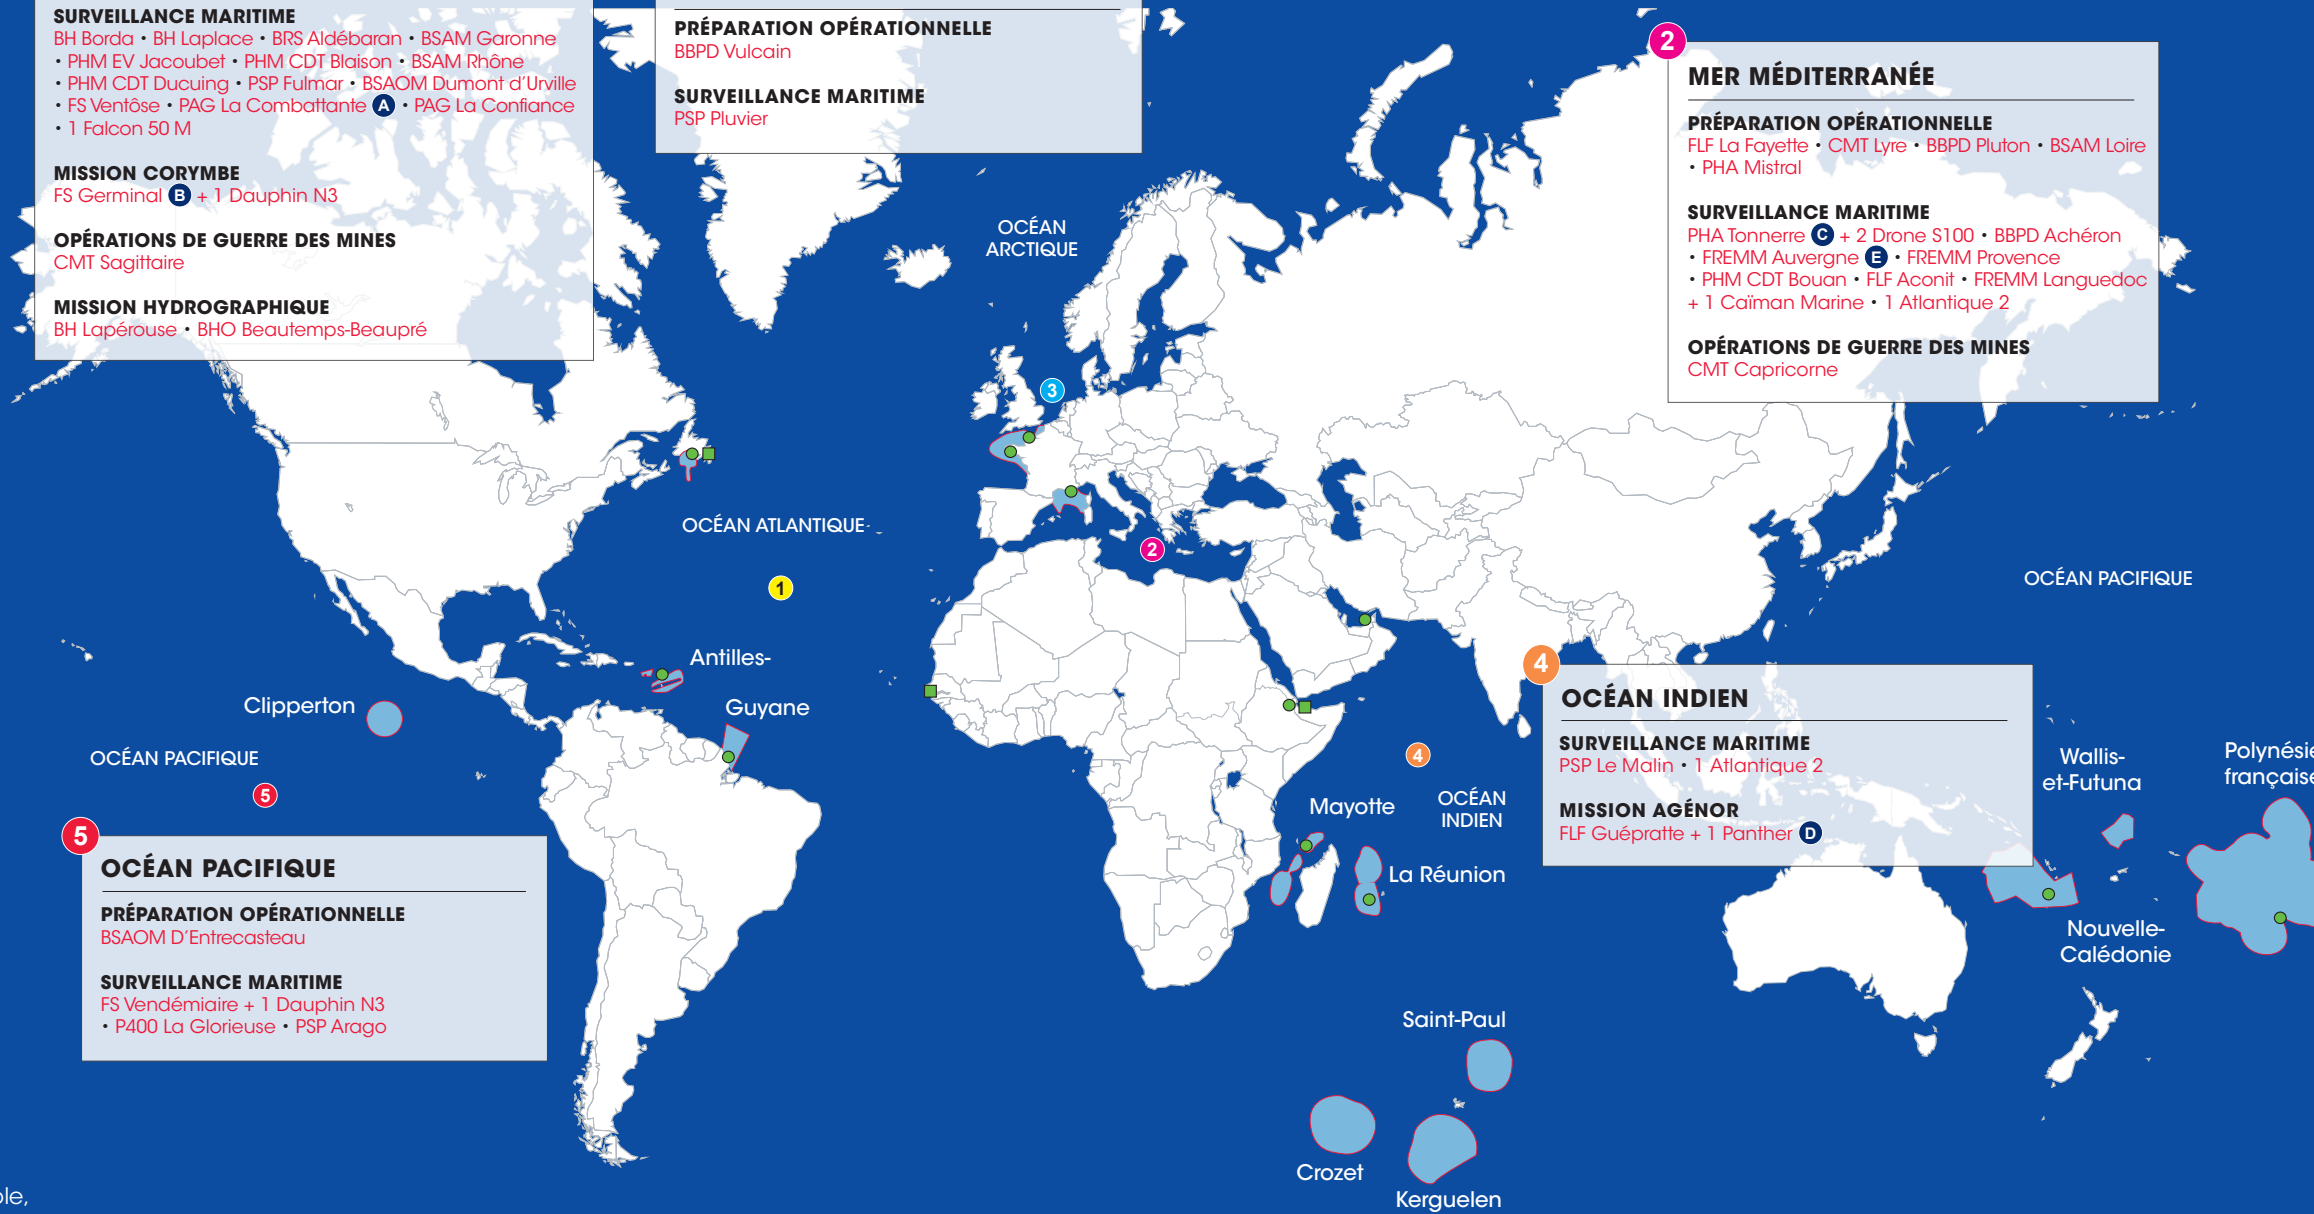 SURVEILLANCE MARITIME
BH Borda • BH Laplace • BRS Aldébaran • BSAM Garonne
• PHM EV Jacoubet • PHM CDT Blaison • BSAM Rhône
• PHM CDT Ducuing • PSP Fulmar • BSAOM Dumont d'Urville
• FS Ventôse • PAG La Combattante A • PAG La Confiance
• 1 Falcon 50 M
MISSION CORYMBE
FS Germinal B + 1 Dauphin N3
OPÉRATIONS DE GUERRE DES MINES
CMT Sagittaire
MISSION HYDROGRAPHIQUE
BH Lapérouse • BHO Beautemps-Beaupré
PRÉPARATION OPÉRATIONNELLE
BBPD Vulcain
SURVEILLANCE MARITIME
PSP Pluvier
2
MER MÉDITERRANÉE
PRÉPARATION OPÉRATIONNELLE
FLF La Fayette • CMT Lyre • BBPD Pluton • BSAM Loire
• PHA Mistral
SURVEILLANCE MARITIME
PHA Tonnerre C + 2 Drone S100 • BBPD Achéron
• FREMM Auvergne E • FREMM Provence
• PHM CDT Bouan • FLF Aconit • FREMM Languedoc
+ 1 Caïman Marine • 1 Atlantique 2
OPÉRATIONS DE GUERRE DES MINES
CMT Capricorne
OCÉAN
ARCTIQUE
3
OCÉAN ATLANTIQUE
2
1
OCÉAN PACIFIQUE
Antilles-
Guyane
Clipperton
OCÉAN PACIFIQUE
5
4
Mayotte
OCÉAN
INDIEN
La Réunion
4
OCÉAN INDIEN
SURVEILLANCE MARITIME
PSP Le Malin • 1 Atlantique 2
MISSION AGÉNOR
FLF Guépratte + 1 Panther D
Wallis-
et-Futuna
Polynésie
française
Nouvelle-
Calédonie
5
OCÉAN PACIFIQUE
PRÉPARATION OPÉRATIONNELLE
BSAOM D'Entrecasteau
SURVEILLANCE MARITIME
FS Vendémiaire + 1 Dauphin N3
• P400 La Glorieuse • PSP Arago
Saint-Paul
Crozet
Kerguelen